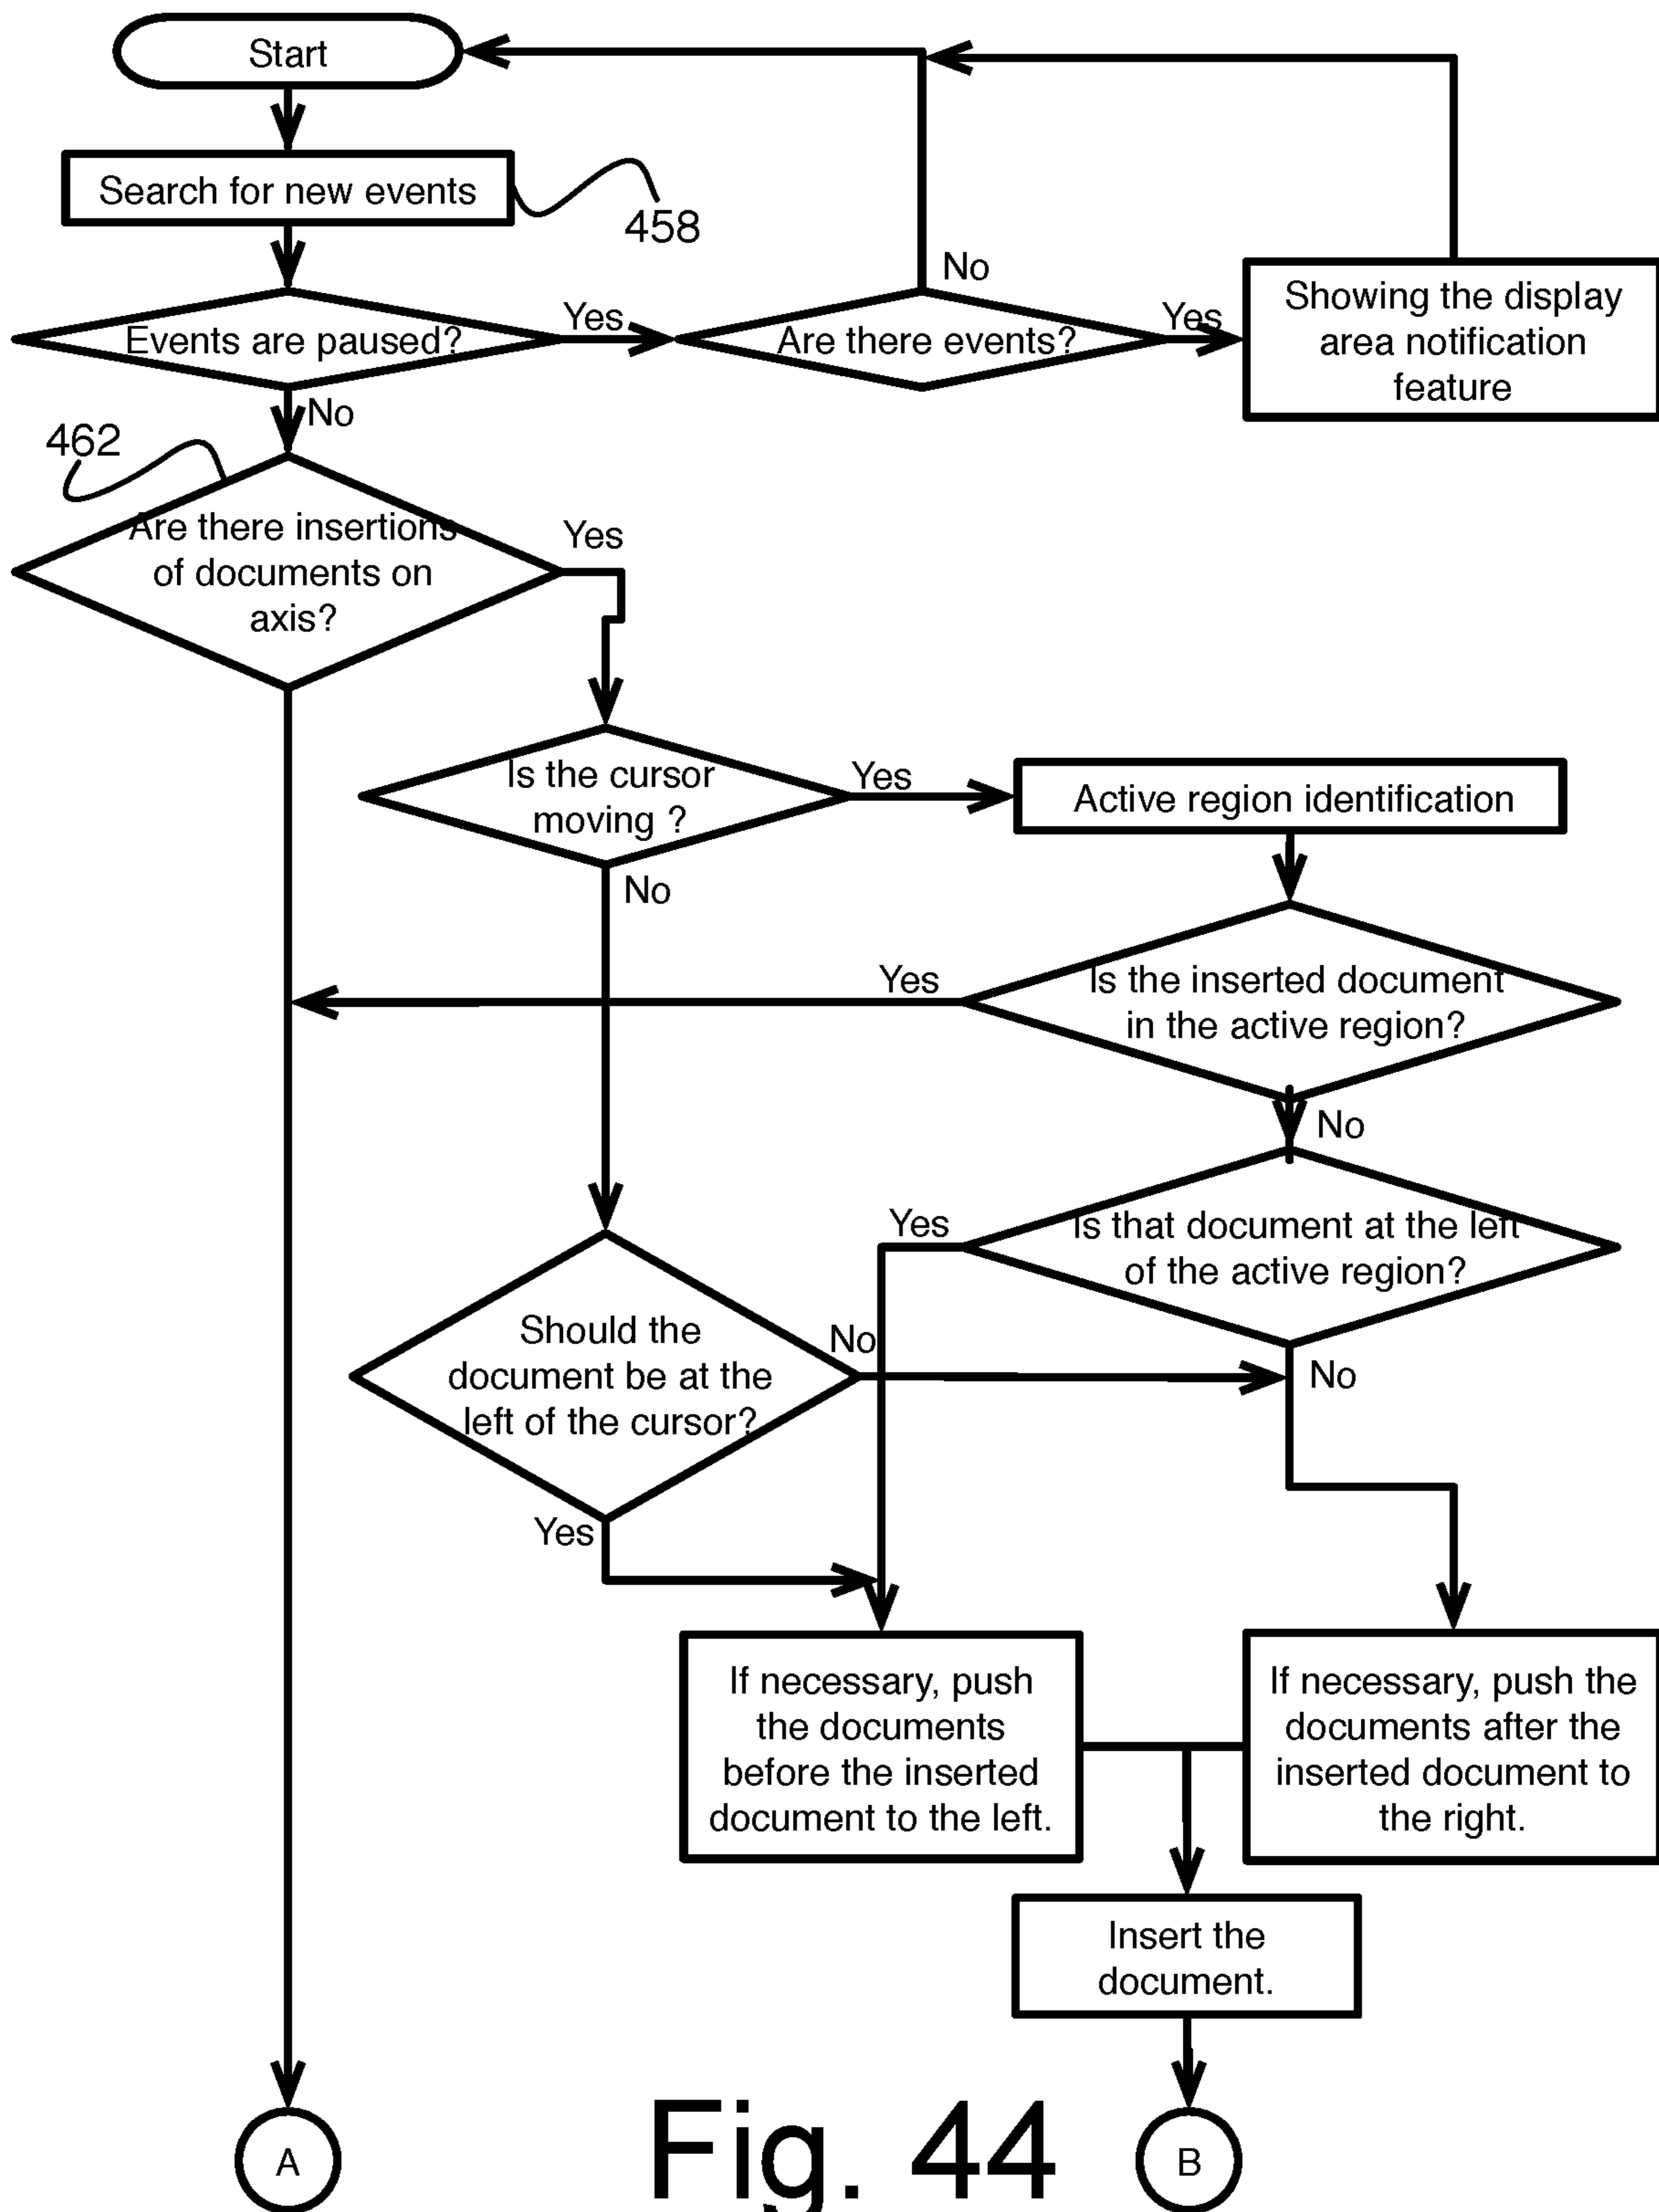 Start
Search for new events
458
Events are paused?
Yes
No
Are there events?
No
Yes
Showing the display
area notification
feature
462
Are there insertions
of documents on
axis?
Yes
Is the cursor
moving ?
Yes
No
Active region identification
Is the inserted document
in the active region?
Yes
No
Is that document at the left
of the active region?
Yes
No
Should the
document be at the
left of the cursor?
No
Yes
If necessary, push
the documents
before the inserted
document to the left.
If necessary, push the
documents after the
inserted document to
the right.
Insert the
document.
A
B
Fig. 44